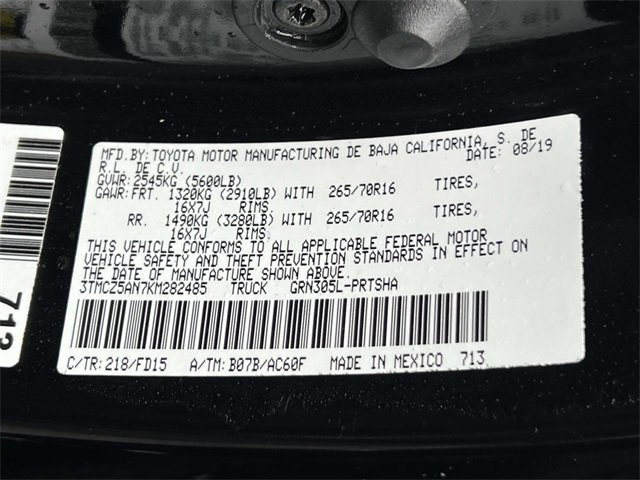 MFD.BY:TOYOTA MOTOR MANUFACTURING DE BAJA CALIFORNIA, S. DE
R.L. DE C.V. DATE: 08/19
GVWR:2545KG (5600LB)
GAWR:FRT. 1320KG (2910LB) WITH 265/70R16 TIRES,
16X7J RIMS
RR. 1490KG (3280LB) WITH 265/70R16 TIRES,
16X7J RIMS.
THIS VEHICLE CONFORMS TO ALL APPLICABLE FEDERAL MOTOR
VEHICLE SAFETY AND THEFT PREVENTION STANDARDS IN EFFECT ON
THE DATE OF MANUFACTURE SHOWN ABOVE.
3TMCZ5AN7KM282485 TRUCK GRN305L-PRTSHA
C/TR:218/FD15 A/TM:B07B/AC60F MADE IN MEXICO 713
713